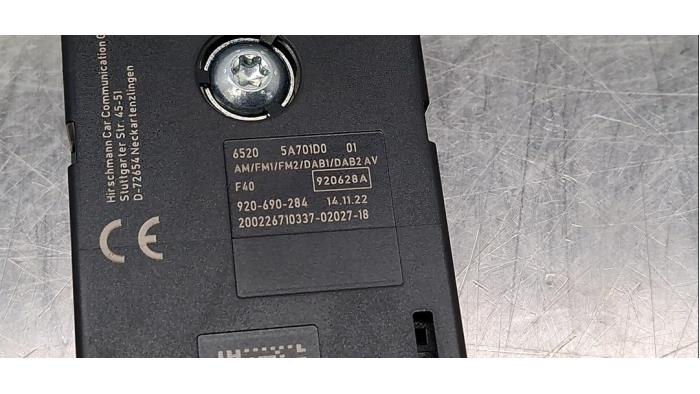 Hirschmann Car Communication
Stuttgarter Str. 45-51
D-72654 Neckartenzlingen
CE
6520 5A701D0 01
AM/FM1/FM2/DAB1/DAB2 AV
F40 920628A
920-690-284 14.11.22
200226710337-02027-18